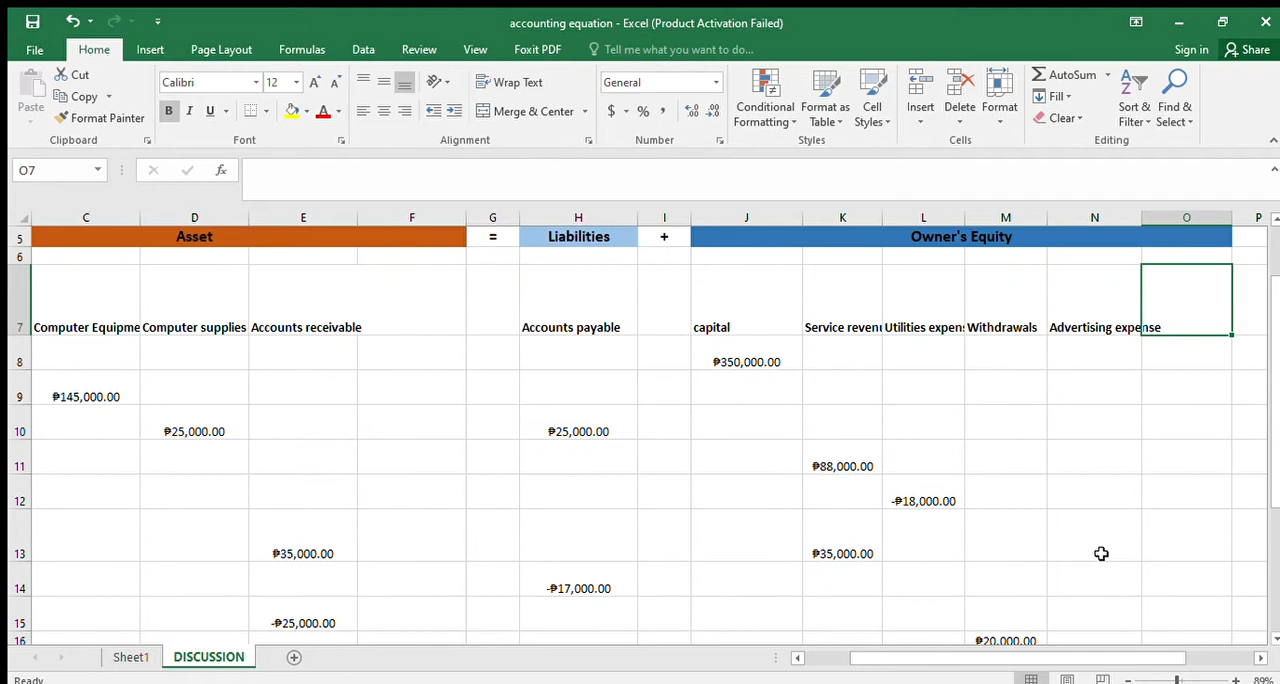 accounting equation - Excel (Product Activation Failed)
File Home Insert Page Layout Formulas Data Review View Foxit PDF Tell me what you want to do... Sign in Share
Paste Cut Copy Format Painter
Calibri 12 A A
B I U A
Wrap Text
Merge & Center
General
$ % ,
Conditional Formatting Format as Table Cell Styles Insert Delete Format
AutoSum Fill Clear Sort & Filter Find & Select
Clipboard Font Alignment Number Styles Cells Editing
O7 fx
C D E F G H I J K L M N O P
5 Asset = Liabilities + Owner's Equity
6
7 Computer Equipme Computer supplies Accounts receivable Accounts payable capital Service revenu Utilities expens Withdrawals Advertising expense
8 ₱350,000.00
9 ₱145,000.00
10 ₱25,000.00 ₱25,000.00
11 ₱88,000.00
12 -₱18,000.00
13 ₱35,000.00 ₱35,000.00
14 -₱17,000.00
15 -₱25,000.00
16 ₱20,000.00
Sheet1 DISCUSSION
Ready 89%